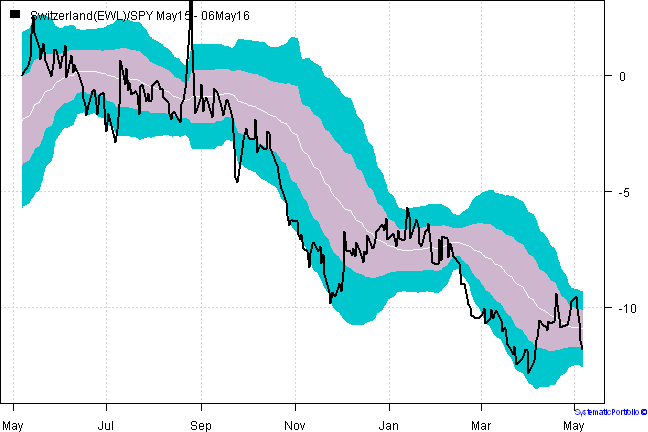 Switzerland(EWL)/SPY May15 - 06May16
0
-5
-10
May Jul Sep Nov Jan Mar May
SystematicPortfolio ©